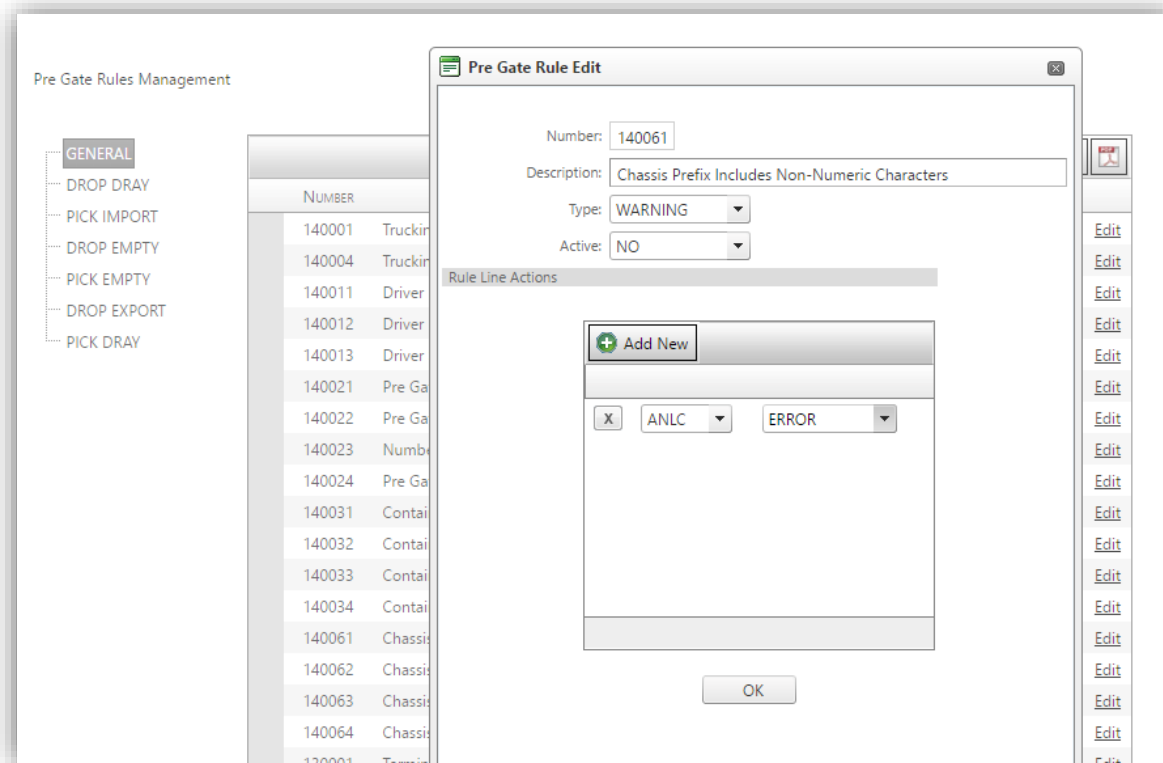 Pre Gate Rules Management
GENERAL
DROP DRAY
PICK IMPORT
DROP EMPTY
PICK EMPTY
DROP EXPORT
PICK DRAY
NUMBER
140001 Truckin Edit
140004 Truckin Edit
140011 Driver Edit
140012 Driver Edit
140013 Driver Edit
140021 Pre Ga Edit
140022 Pre Ga Edit
140023 Numbe Edit
140024 Pre Ga Edit
140031 Contai Edit
140032 Contai Edit
140033 Contai Edit
140034 Contai Edit
140061 Chassis Edit
140062 Chassis Edit
140063 Chassis Edit
140064 Chassis Edit
Edit
Pre Gate Rule Edit
Number: 140061
Description: Chassis Prefix Includes Non-Numeric Characters
Type: WARNING
Active: NO
Rule Line Actions
Add New
X ANLC ERROR
OK